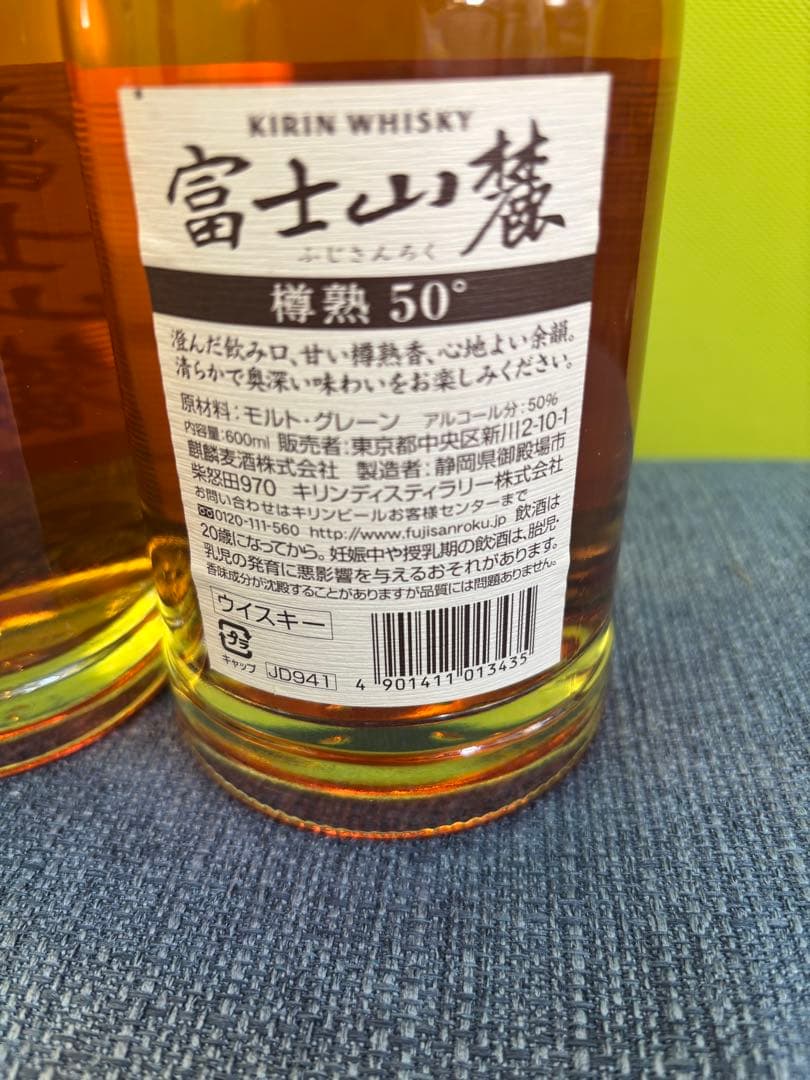 KIRIN WHISKY
富士山麓
ふじさんろく
樽熟 50°
澄んだ飲み口、甘い樽熟香、心地よい余韻。
清らかで奥深い味わいをお楽しみください。
原材料：モルト・グレーン アルコール分：50%
内容量：600ml 販売者：東京都中央区新川2-10-1
麒麟麦酒株式会社 製造者：静岡県御殿場市
柴怒田970 キリンディスティラリー株式会社
お問い合わせはキリンビールお客様センターまで
0120-111-560 http://www.fujisanroku.jp 飲酒は
20歳になってから。妊娠中や授乳期の飲酒は、胎児・
乳児の発育に悪影響を与えるおそれがあります。
香味成分が沈殿することがありますが品質には問題ありません。
ウイスキー
プラ
キャップ JD941
4 901411 013435
富士山麓